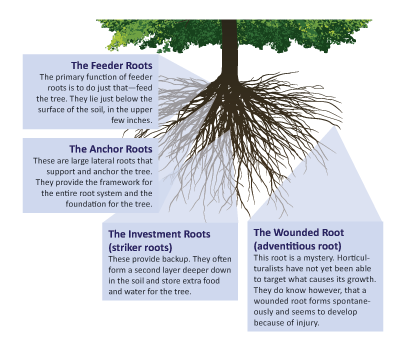 The Feeder Roots
The primary function of feeder
roots is to do just that—feed
the tree. They lie just below the
surface of the soil, in the upper
few inches.
The Anchor Roots
These are large lateral roots that
support and anchor the tree.
They provide the framework for
the entire root system and the
foundation for the tree.
The Investment Roots
(striker roots)
These provide backup. They often
form a second layer deeper down
in the soil and store extra food
and water for the tree.
The Wounded Root
(adventitious root)
This root is a mystery. Horticul-
turalists have not yet been able
to target what causes its growth.
They do know however, that a
wounded root forms spontane-
ously and seems to develop
because of injury.